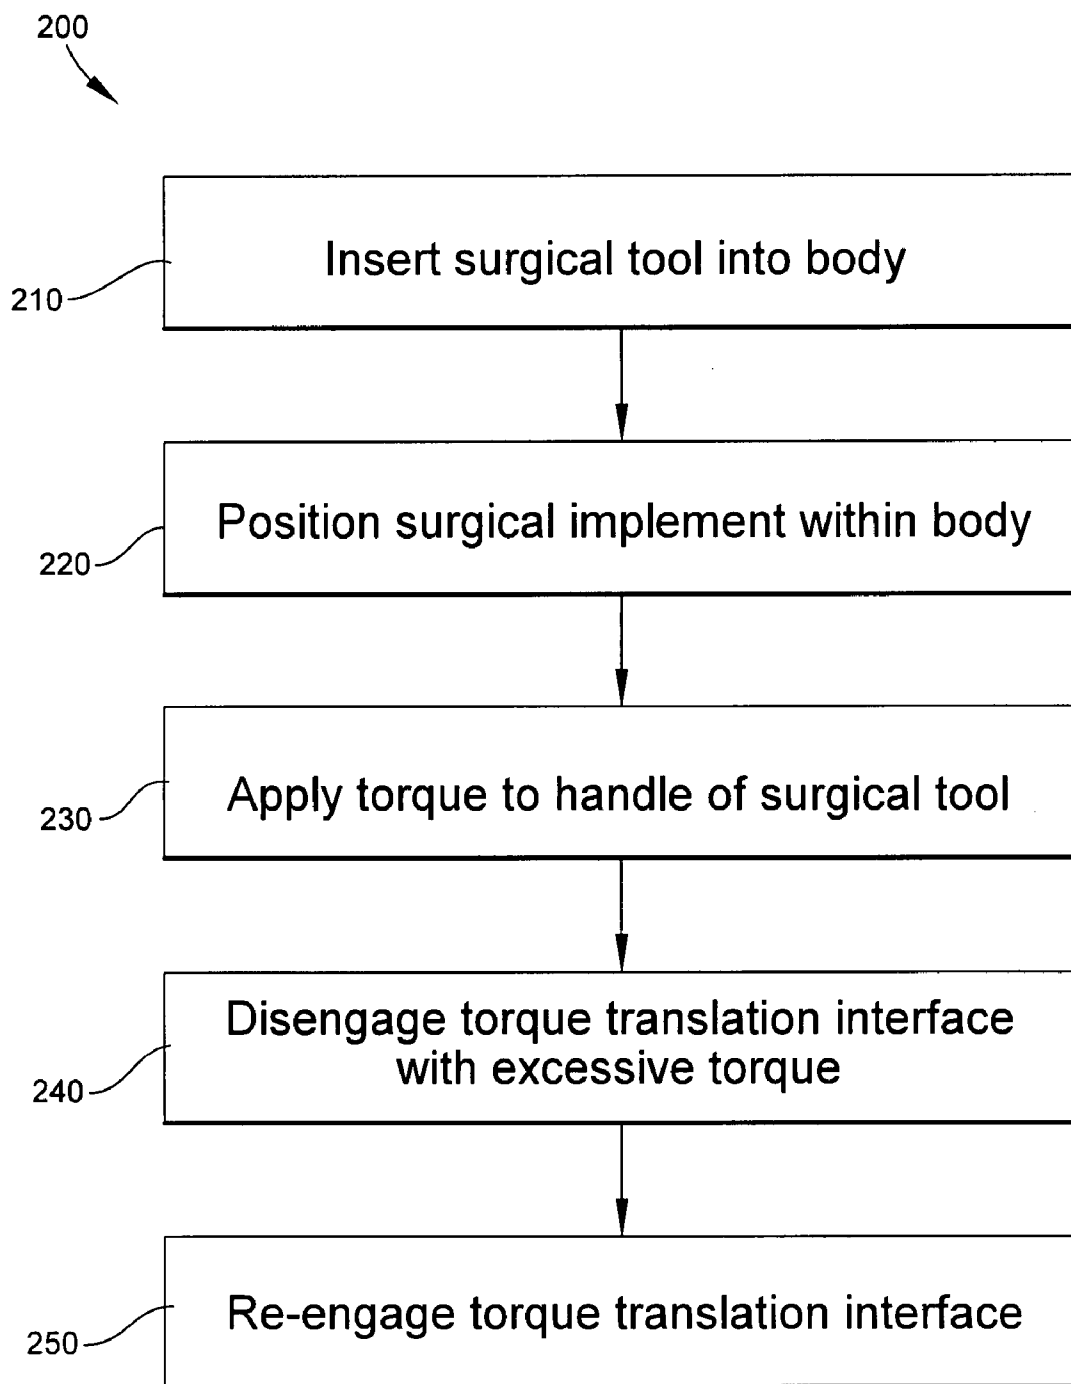 200
Insert surgical tool into body
210
Position surgical implement within body
220
Apply torque to handle of surgical tool
230
Disengage torque translation interface
with excessive torque
240
Re-engage torque translation interface
250